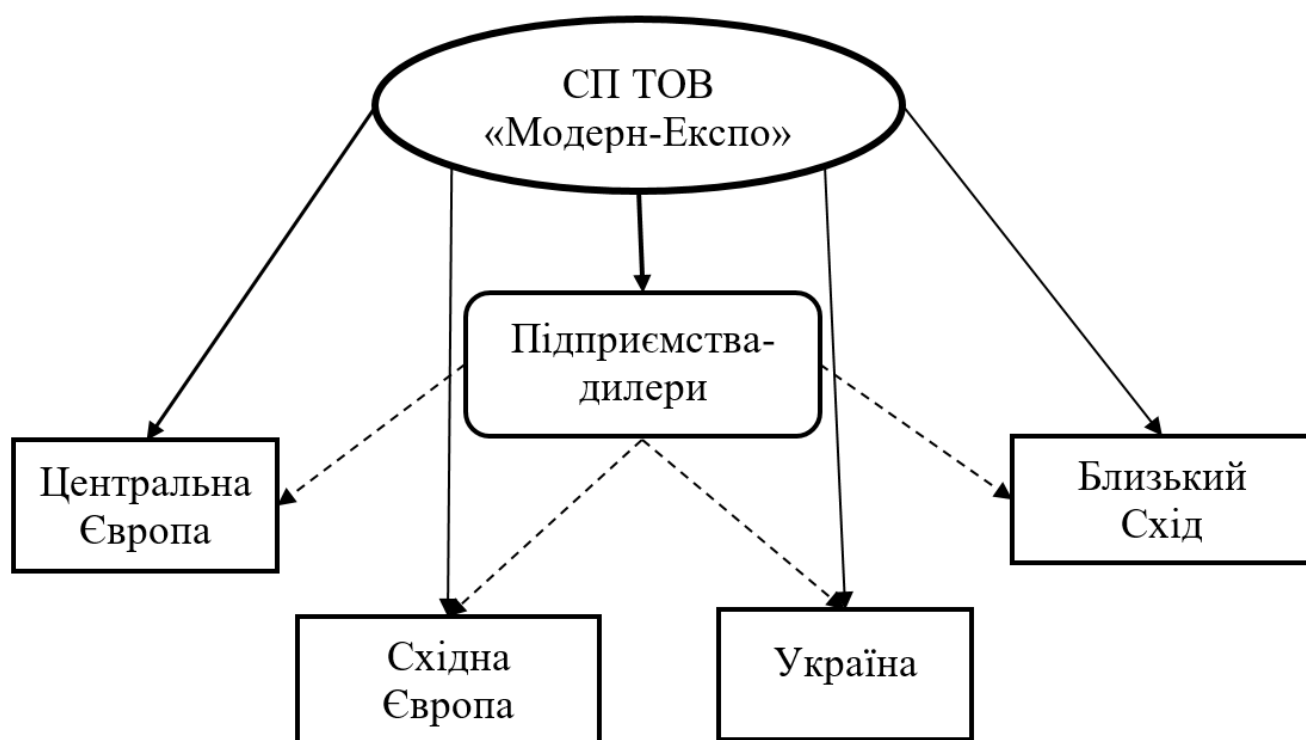 СП ТОВ
«Модерн-Експо»
Підприємства-
дилери
Центральна
Європа
Близький
Схід
Східна
Європа
Україна